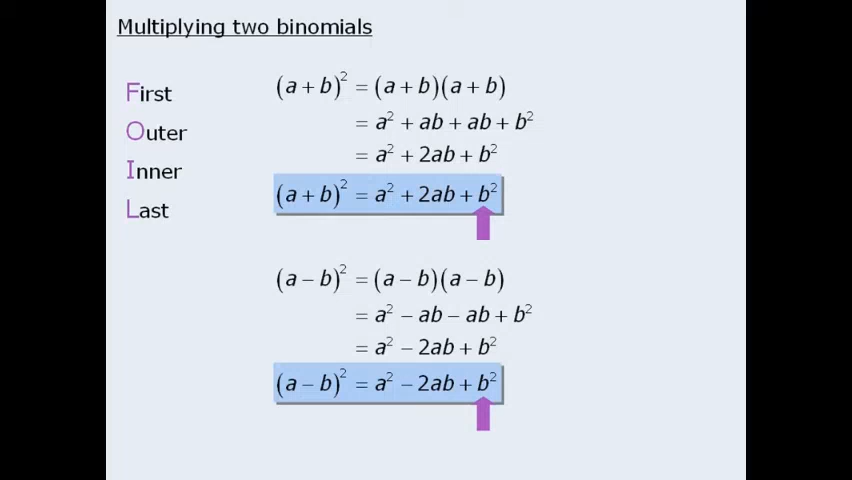 Multiplying two binomials
First
Outer
Inner
Last
(a + b)² = (a + b)(a + b)
= a² + ab + ab + b²
= a² + 2ab + b²
(a + b)² = a² + 2ab + b²
(a − b)² = (a − b)(a − b)
= a² − ab − ab + b²
= a² − 2ab + b²
(a − b)² = a² − 2ab + b²